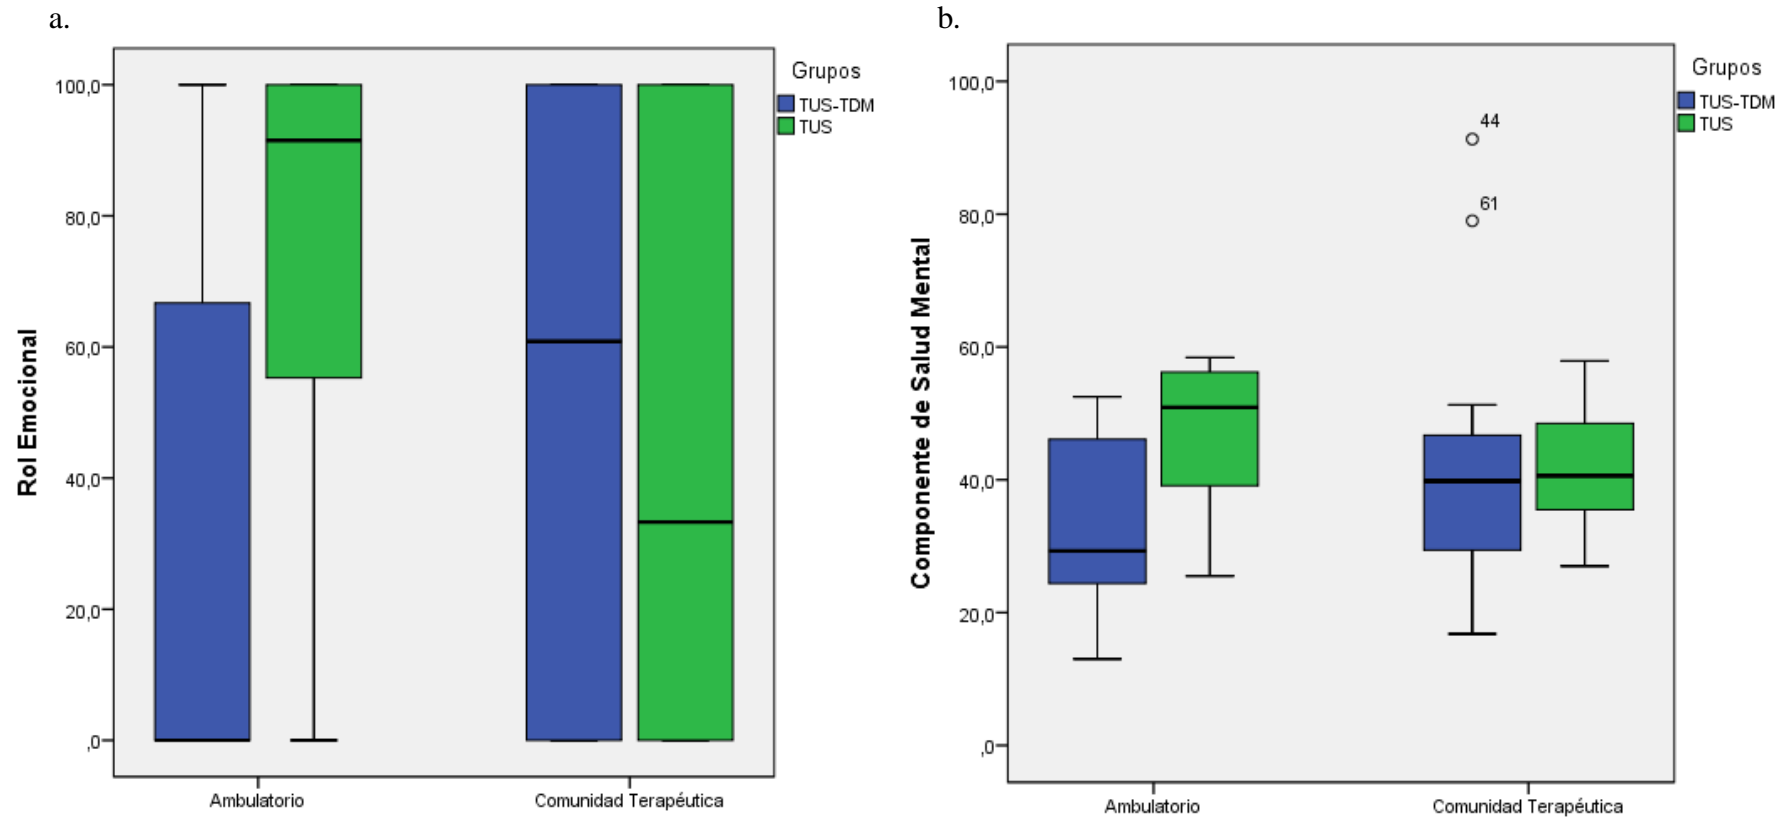 a.
Grupos
TUS-TDM
TUS
100,0
80,0
60,0
40,0
20,0
,0
Rol Emocional
Ambulatorio
Comunidad Terapéutica
b.
Grupos
TUS-TDM
TUS
100,0
80,0
60,0
40,0
20,0
,0
Componente de Salud Mental
44
61
Ambulatorio
Comunidad Terapéutica